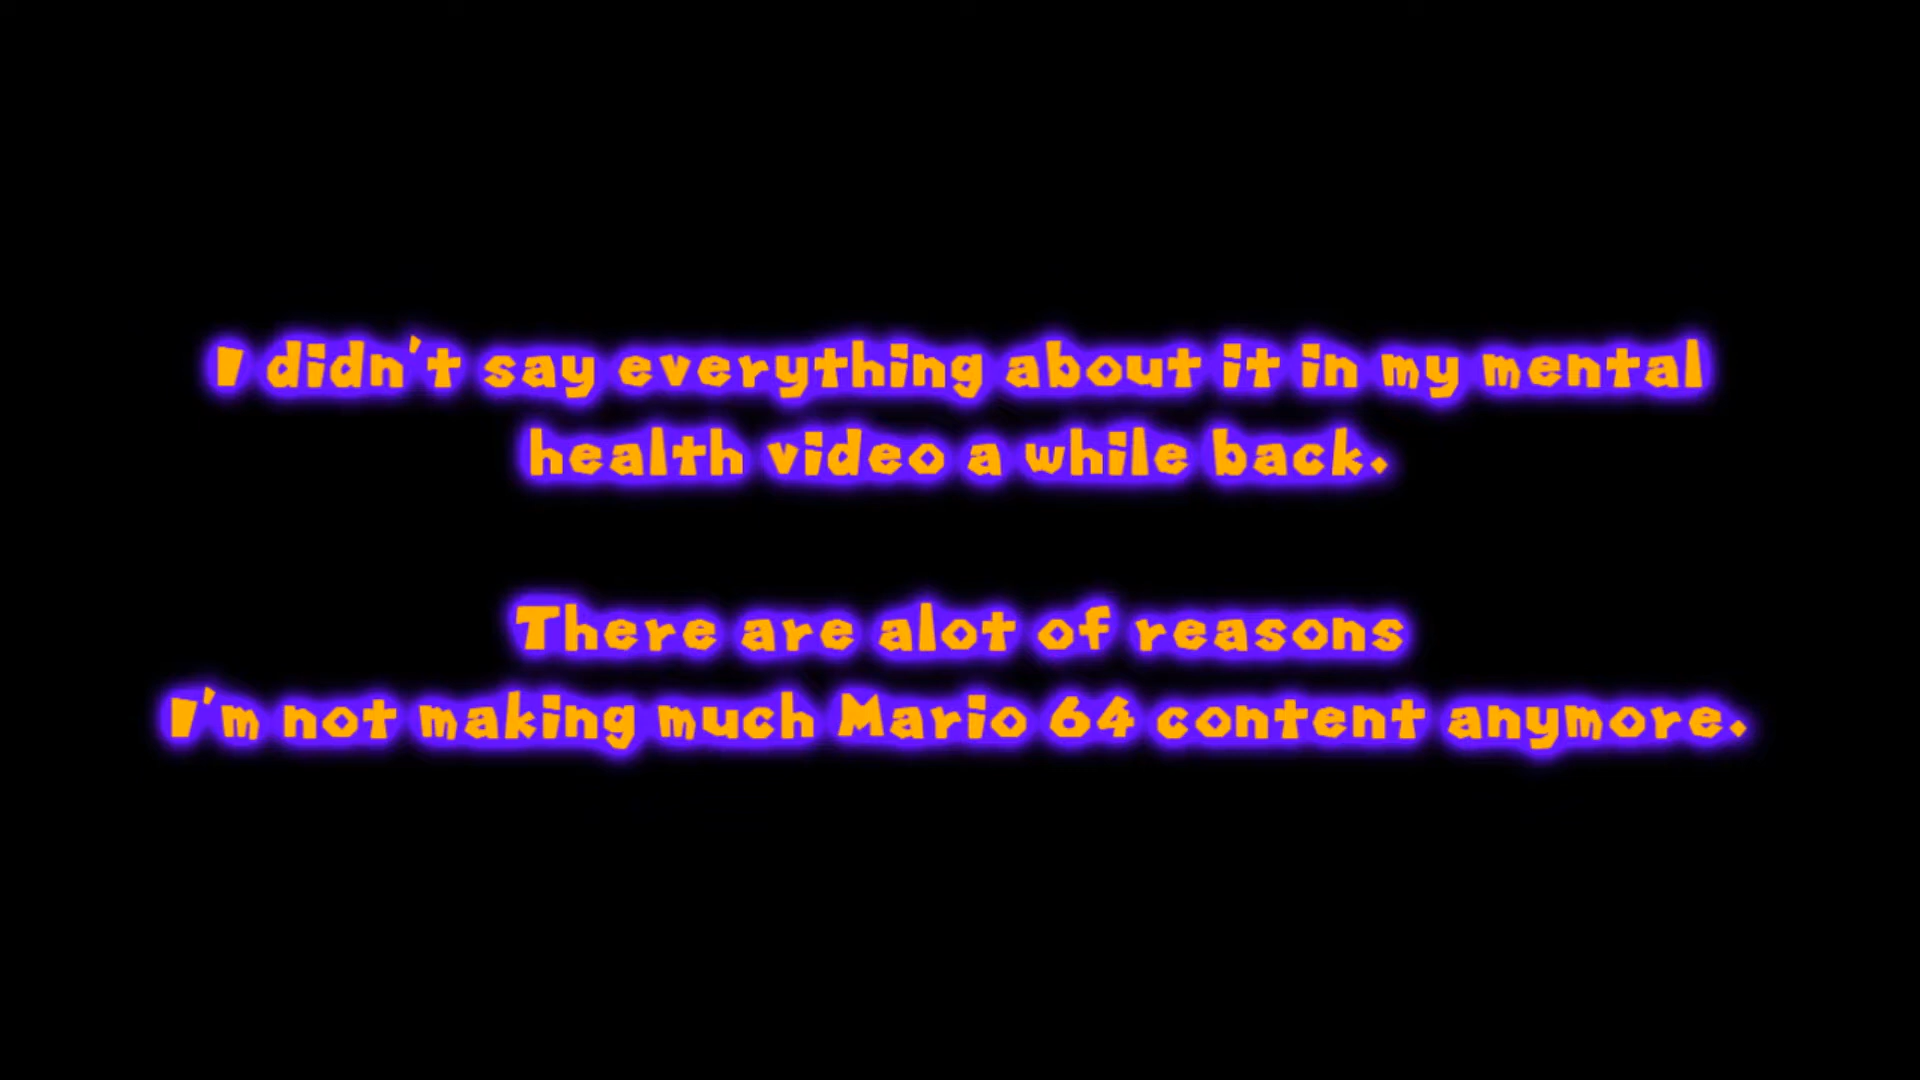 I didn't say everything about it in my mental
health video a while back.
There are alot of reasons
I'm not making much Mario 64 content anymore.